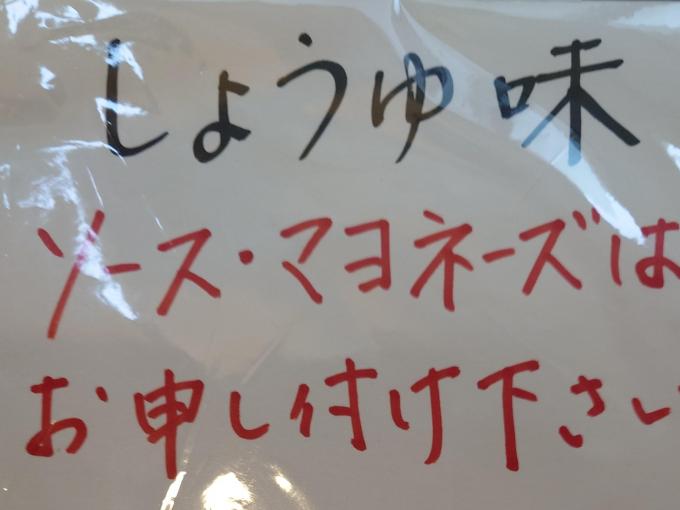 しょうゆ味
ソース・マヨネーズは
お申し付け下さい